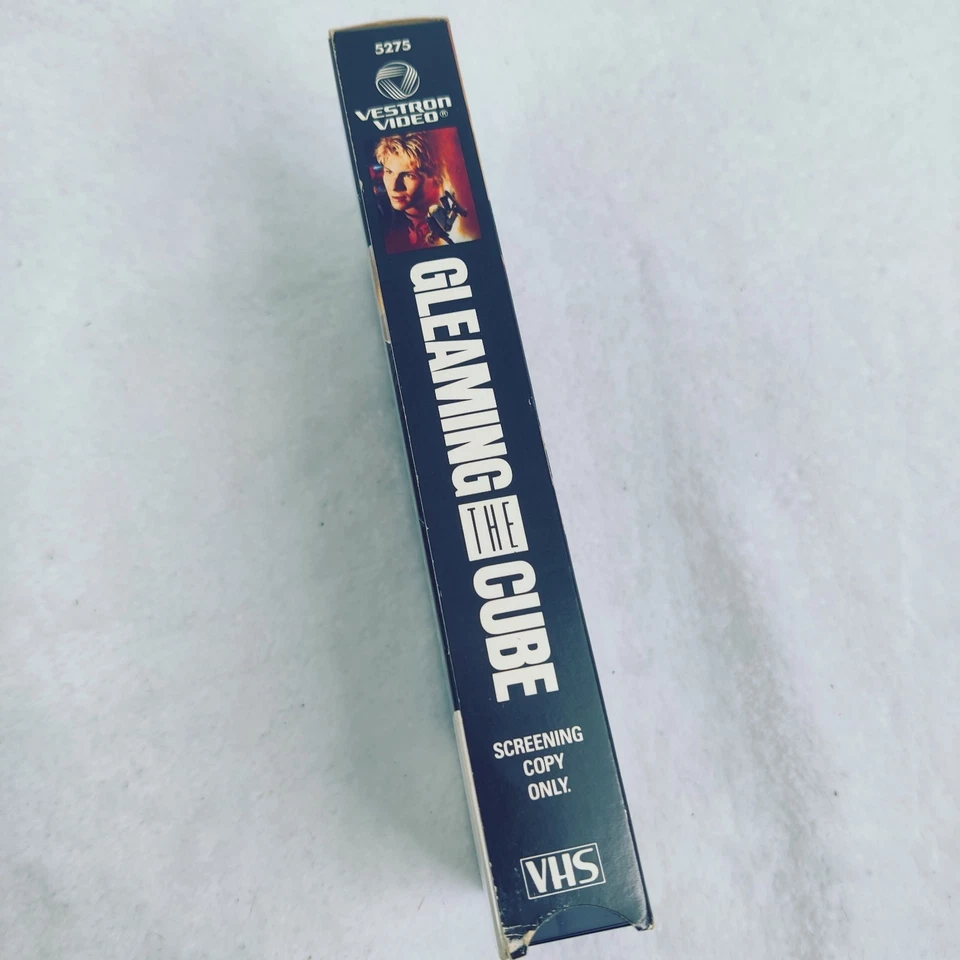 5275
VESTRON
VIDEO®
GLEAMING THE CUBE
SCREENING
COPY
ONLY.
VHS